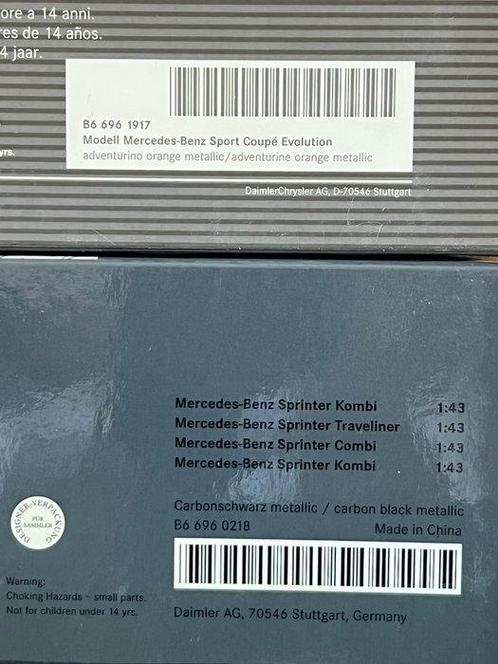 ore a 14 anni.
res de 14 años.
4 jaar.
yrs.
B6 696 1917
Modell Mercedes-Benz Sport Coupé Evolution
adventurino orange metallic/adventurine orange metallic
DaimlerChrysler AG, D-70546 Stuttgart
Mercedes-Benz Sprinter Kombi 1:43
Mercedes-Benz Sprinter Traveliner 1:43
Mercedes-Benz Sprinter Combi 1:43
Mercedes-Benz Sprinter Kombi 1:43
Carbonschwarz metallic / carbon black metallic
B6 696 0218 Made in China
DESIGNER-VERPACKUNG
FÜR
SAMMLER
Warning:
Choking Hazards - small parts.
Not for children under 14 yrs.
Daimler AG, 70546 Stuttgart, Germany